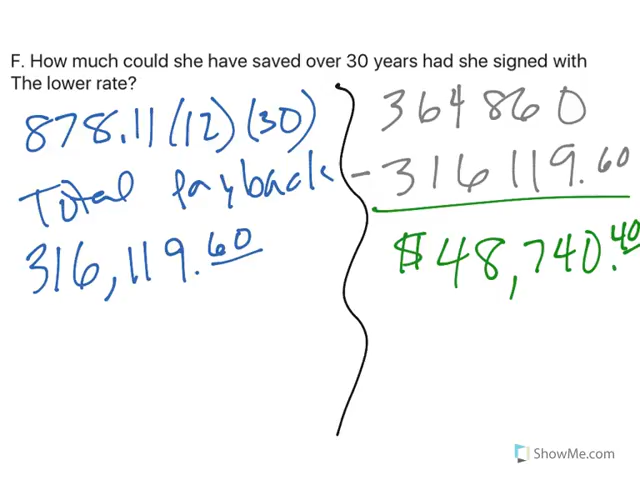 F. How much could she have saved over 30 years had she signed with
The lower rate?
878.11(12)(30)
Total Payback
316,119.60
364860
- 316119.60
$48,740.40
ShowMe.com